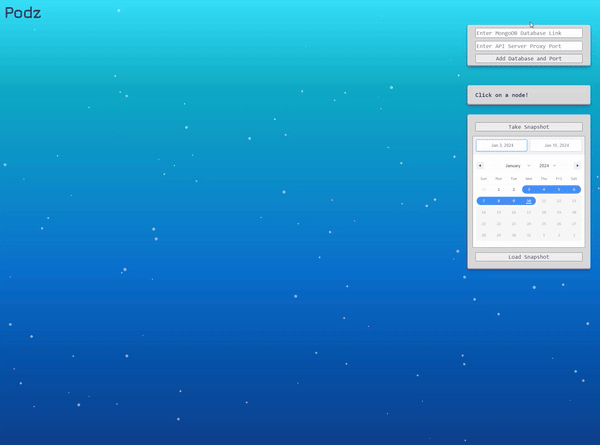 Podz
Enter MongoDB Database Link
Enter API Server Proxy Port
Add Database and Port
Click on a node!
Take Snapshot
Jan 3, 2024 Jan 10, 2024
January 2024
Sun Mon Tue Wed Thu Fri Sat
31 1 2 3 4 5 6
7 8 9 10 11 12 13
14 15 16 17 18 19 20
21 22 23 24 25 26 27
28 29 30 31 1 2 3
Load Snapshot